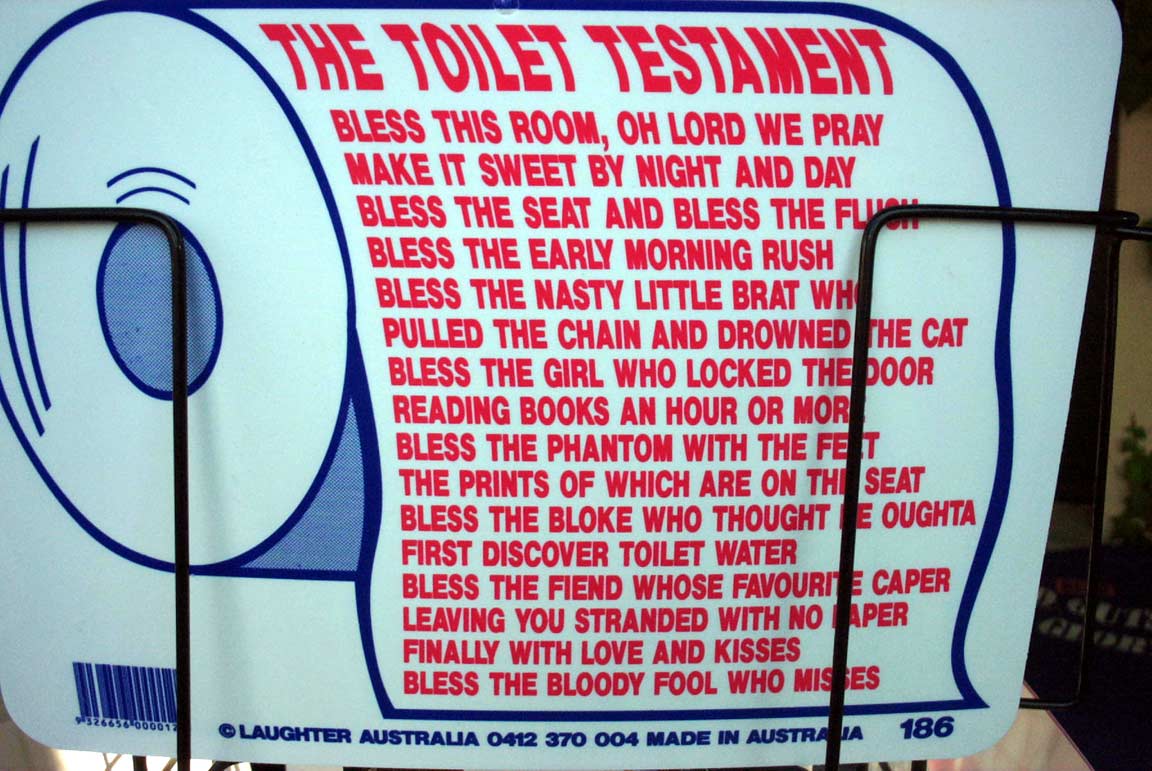 THE TOILET TESTAMENT
BLESS THIS ROOM, OH LORD WE PRAY
MAKE IT SWEET BY NIGHT AND DAY
BLESS THE SEAT AND BLESS THE FLUSH
BLESS THE EARLY MORNING RUSH
BLESS THE NASTY LITTLE BRAT WHO
PULLED THE CHAIN AND DROWNED THE CAT
BLESS THE GIRL WHO LOCKED THE DOOR
READING BOOKS AN HOUR OR MORE
BLESS THE PHANTOM WITH THE FEET
THE PRINTS OF WHICH ARE ON THE SEAT
BLESS THE BLOKE WHO THOUGHT HE OUGHTA
FIRST DISCOVER TOILET WATER
BLESS THE FIEND WHOSE FAVOURITE CAPER
LEAVING YOU STRANDED WITH NO PAPER
FINALLY WITH LOVE AND KISSES
BLESS THE BLOODY FOOL WHO MISSES
9 326656 000012
© LAUGHTER AUSTRALIA 0412 370 004 MADE IN AUSTRALIA 186